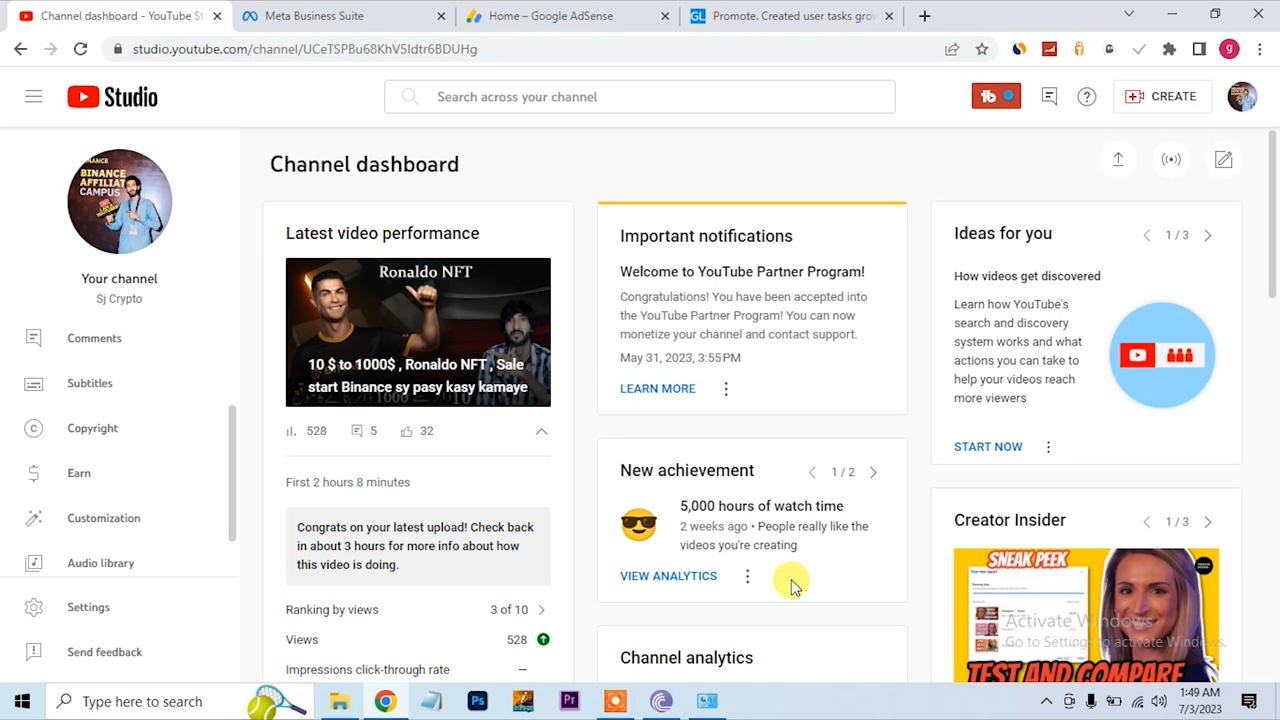 Channel dashboard - YouTube St
Meta Business Suite
Home – Google AdSense
GL
Promote. Created user tasks grow
studio.youtube.com/channel/UCeTSPBu68KhV5Idtr6BDUHg
g
Studio
Search across your channel
CREATE
BINANCE
AFFILIAT
CAMPUS
Your channel
Sj Crypto
Comments
Subtitles
Copyright
Earn
Customization
Audio library
Settings
Send feedback
Channel dashboard
Latest video performance
Ronaldo NFT
10 $ to 1000$ , Ronaldo NFT , Sale
start Binance sy pasy kasy kamaye
528
5
32
First 2 hours 8 minutes
Congrats on your latest upload! Check back
in about 3 hours for more info about how
this video is doing.
Ranking by views
3 of 10
Views
528
Impressions click-through rate
–
Important notifications
Welcome to YouTube Partner Program!
Congratulations! You have been accepted into
the YouTube Partner Program! You can now
monetize your channel and contact support.
May 31, 2023, 3:55 PM
LEARN MORE
New achievement
1 / 2
5,000 hours of watch time
2 weeks ago • People really like the
videos you're creating
VIEW ANALYTICS
Channel analytics
Ideas for you
1 / 3
How videos get discovered
Learn how YouTube's
search and discovery
system works and what
actions you can take to
help your videos reach
more viewers
START NOW
Creator Insider
1 / 3
SNEAK PEEK
TEST AND COMPARE
Activate Windows
Go to Settings to activate Windows.
Type here to search
Ps
Pr
1:49 AM
7/3/2023